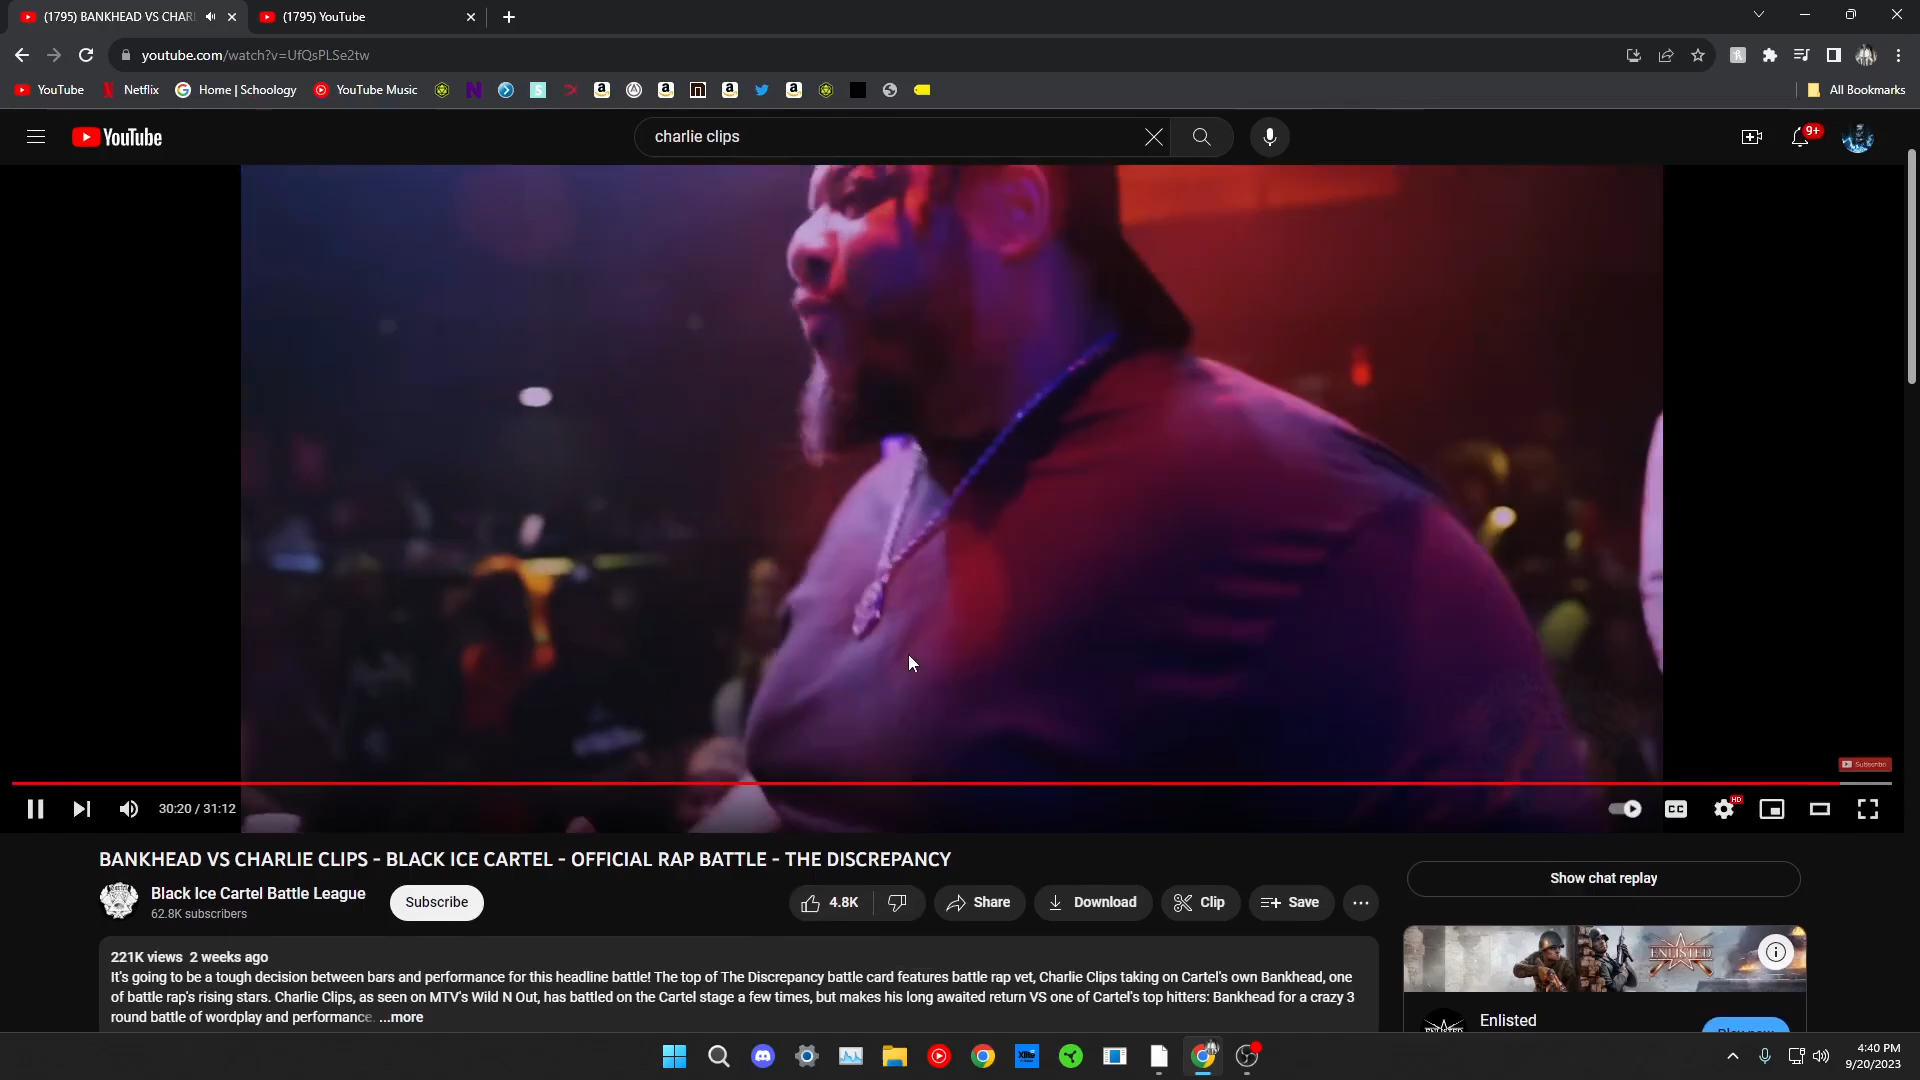 (1795) BANKHEAD VS CHAR
(1795) YouTube
youtube.com/watch?v=UfQsPLSe2tw
YouTube
Netflix
Home | Schoology
YouTube Music
All Bookmarks
YouTube
charlie clips
9+
Subscribe
30:20 / 31:12
CC
HD
BANKHEAD VS CHARLIE CLIPS - BLACK ICE CARTEL - OFFICIAL RAP BATTLE - THE DISCREPANCY
Black Ice Cartel Battle League
62.8K subscribers
Subscribe
4.8K
Share
Download
Clip
Save
Show chat replay
221K views 2 weeks ago
It's going to be a tough decision between bars and performance for this headline battle! The top of The Discrepancy battle card features battle rap vet, Charlie Clips taking on Cartel's own Bankhead, one
of battle rap's rising stars. Charlie Clips, as seen on MTV's Wild N Out, has battled on the Cartel stage a few times, but makes his long awaited return VS one of Cartel's top hitters: Bankhead for a crazy 3
round battle of wordplay and performance. ...more
ENLISTED
Enlisted
Play now
4:40 PM
9/20/2023